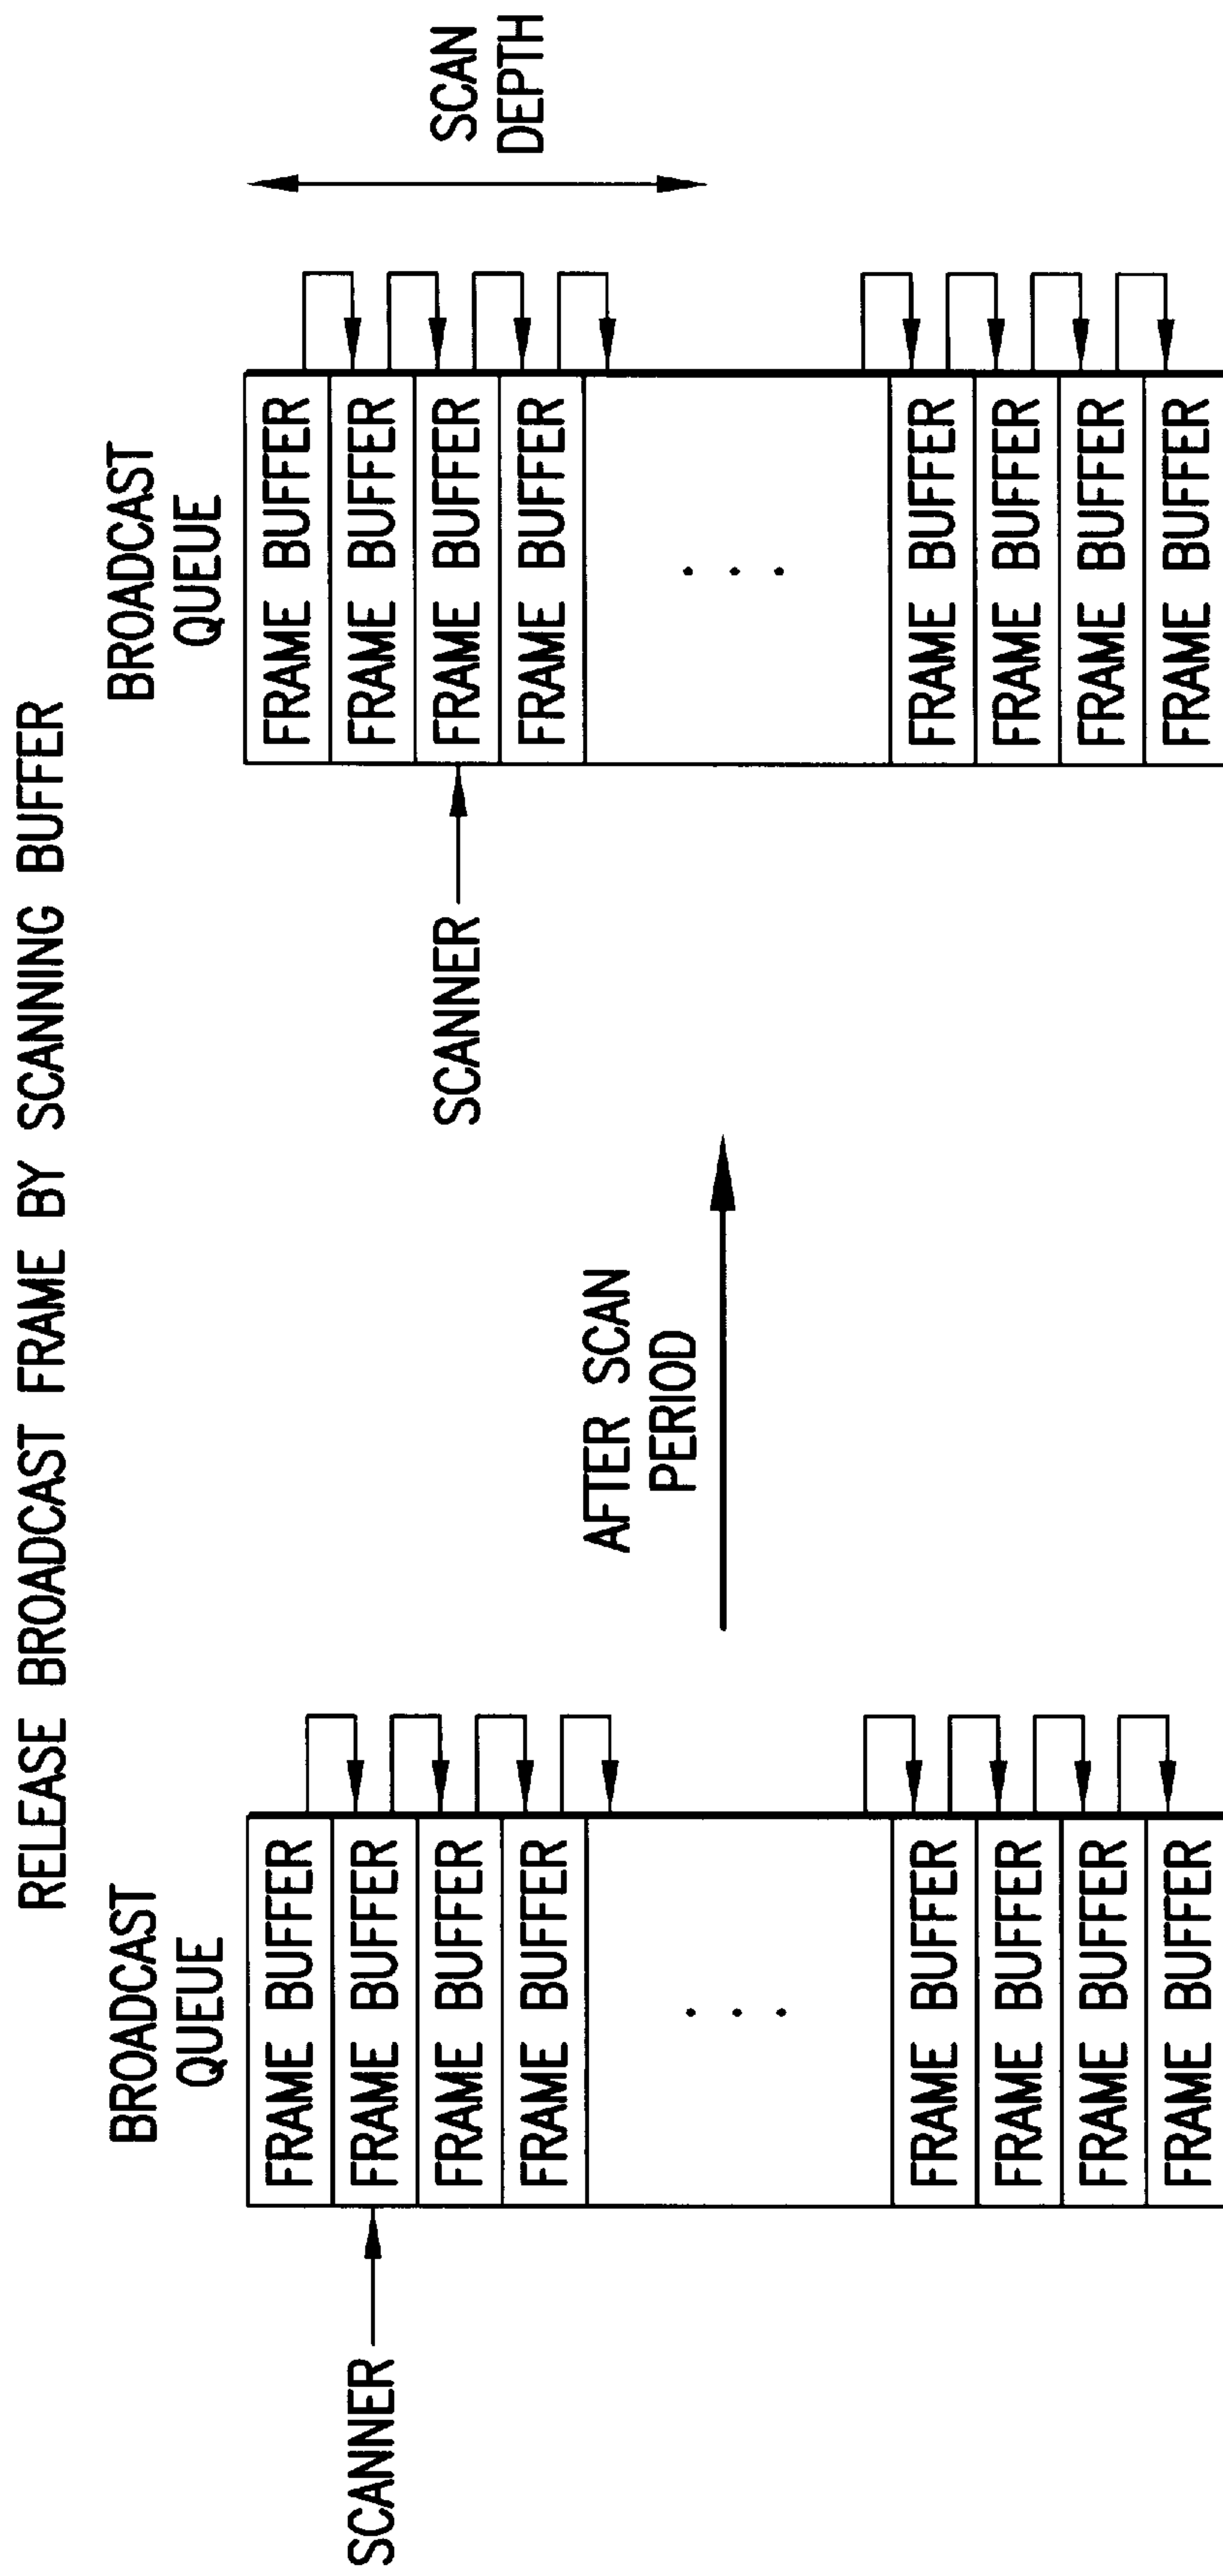 RELEASE BROADCAST FRAME BY SCANNING BUFFER
BROADCAST
QUEUE
SCANNER
FRAME BUFFER
FRAME BUFFER
FRAME BUFFER
FRAME BUFFER
. . .
FRAME BUFFER
FRAME BUFFER
FRAME BUFFER
FRAME BUFFER
AFTER SCAN
PERIOD
BROADCAST
QUEUE
SCANNER
FRAME BUFFER
FRAME BUFFER
FRAME BUFFER
FRAME BUFFER
. . .
FRAME BUFFER
FRAME BUFFER
FRAME BUFFER
FRAME BUFFER
SCAN
DEPTH